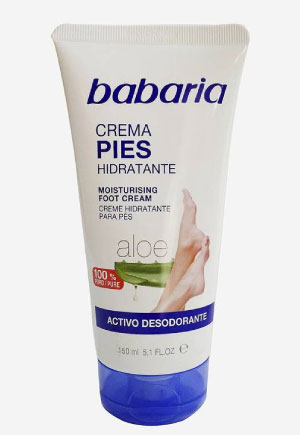 babaria
CREMA
PIES
HIDRATANTE
MOISTURISING
FOOT CREAM
CREME HIDRATANTE
PARA PÉS
aloe
100 %
PURO/PURE
ACTIVO DESODORANTE
150 ml 5,1 FL.OZ ℮